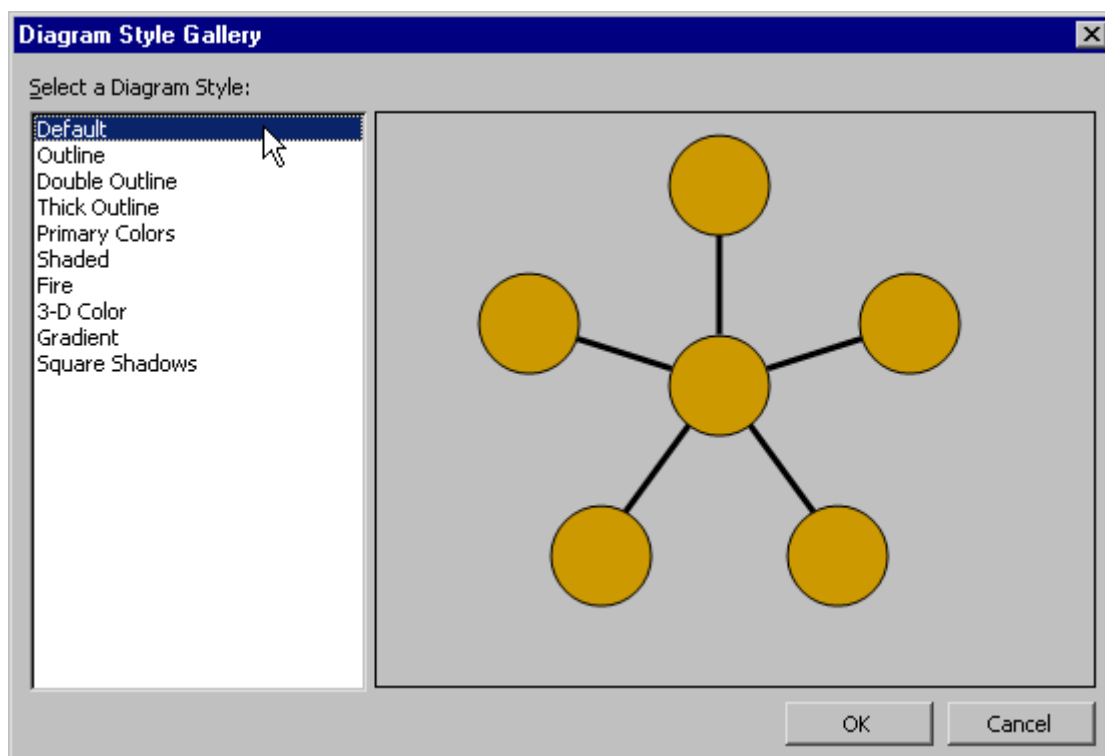 Diagram Style Gallery
Select a Diagram Style:
Default
Outline
Double Outline
Thick Outline
Primary Colors
Shaded
Fire
3-D Color
Gradient
Square Shadows
OK Cancel